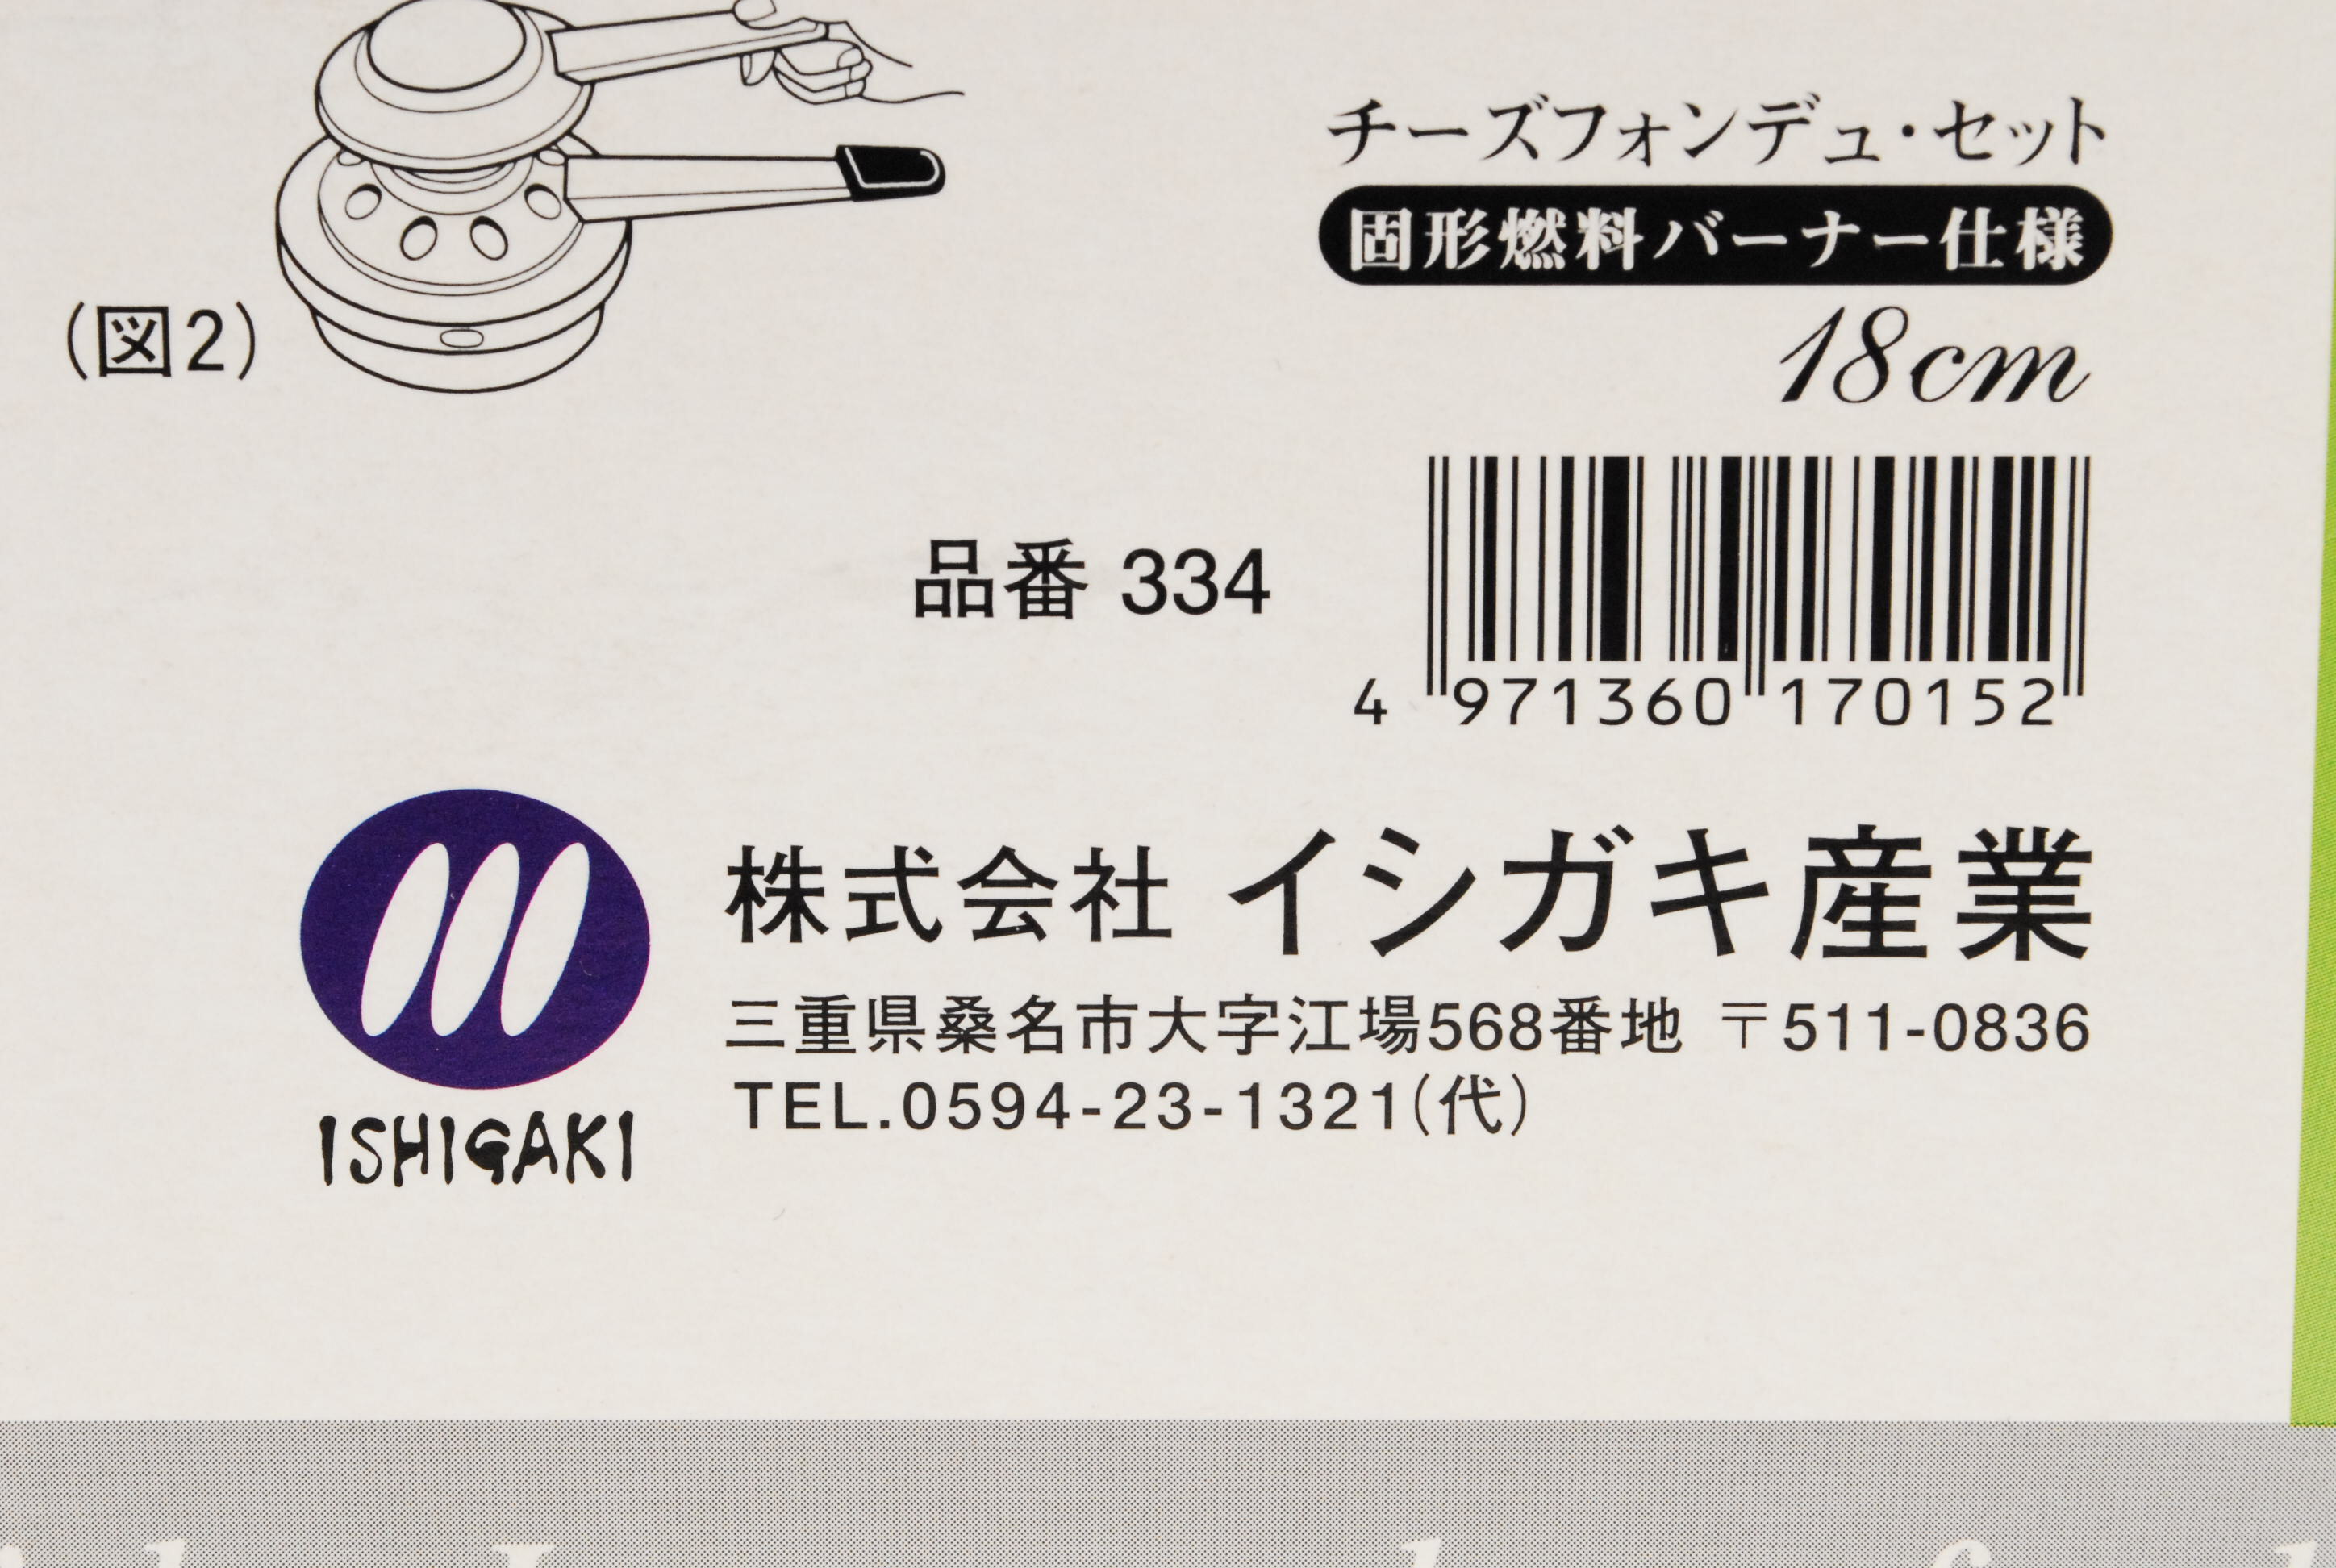 チーズフォンデュ・セット
固形燃料バーナー仕様
18cm
(図2)
品番 334
4 971360 170152
株式会社 イシガキ産業
三重県桑名市大字江場568番地 〒511-0836
TEL.0594-23-1321(代)
ISHIGAKI